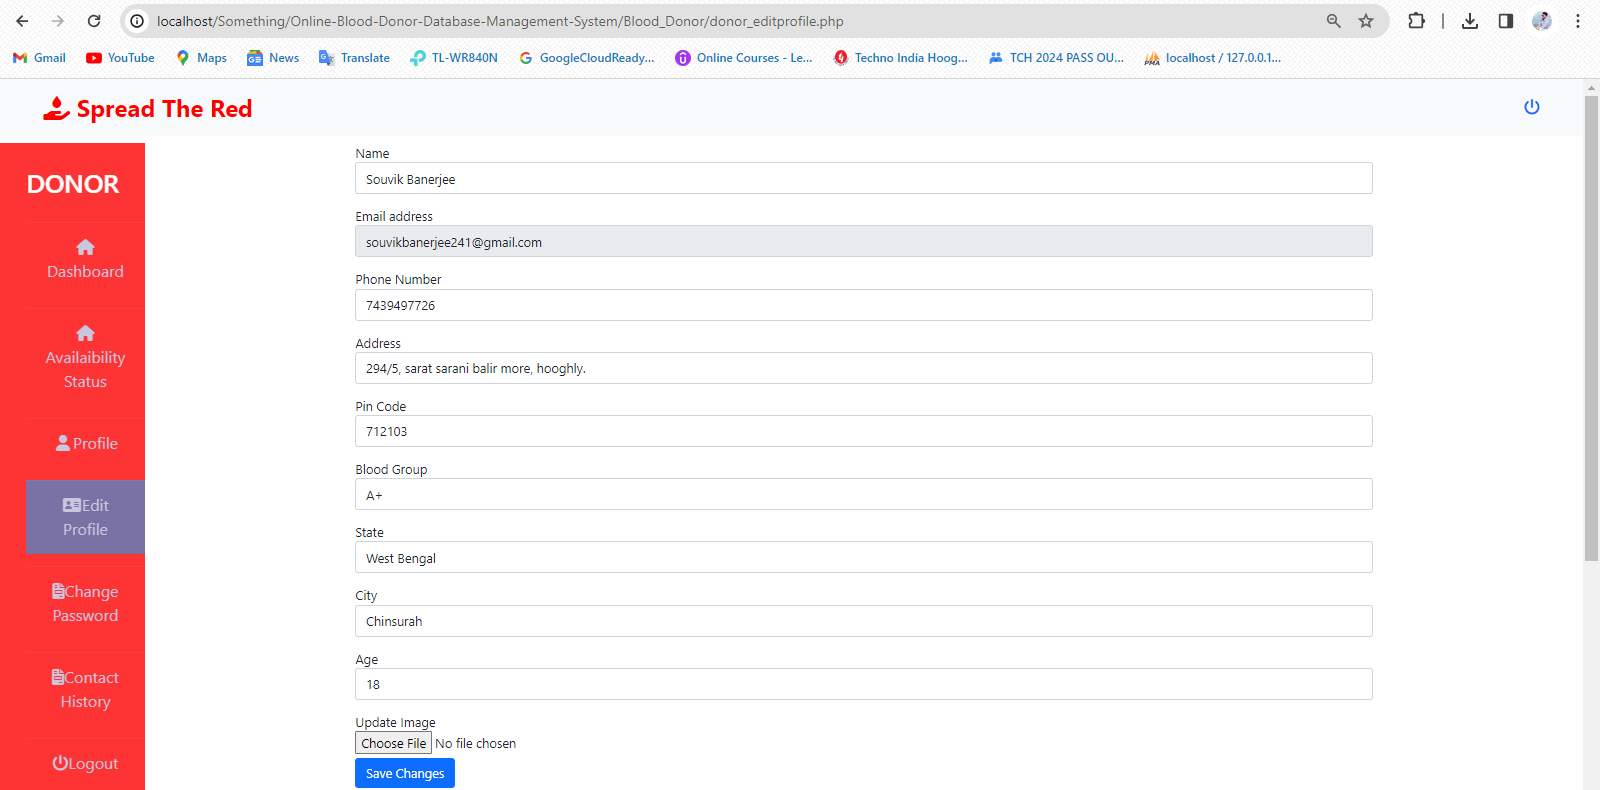 localhost/Something/Online-Blood-Donor-Database-Management-System/Blood_Donor/donor_editprofile.php
Gmail YouTube Maps News Translate TL-WR840N GoogleCloudReady... Online Courses - Le... Techno India Hoog... TCH 2024 PASS OU... PMA localhost / 127.0.0.1...
Spread The Red
DONOR
Dashboard
Availaibility
Status
Profile
Edit
Profile
Change
Password
Contact
History
Logout
Name
Souvik Banerjee
Email address
souvikbanerjee241@gmail.com
Phone Number
7439497726
Address
294/5, sarat sarani balir more, hooghly.
Pin Code
712103
Blood Group
A+
State
West Bengal
City
Chinsurah
Age
18
Update Image
Choose File No file chosen
Save Changes